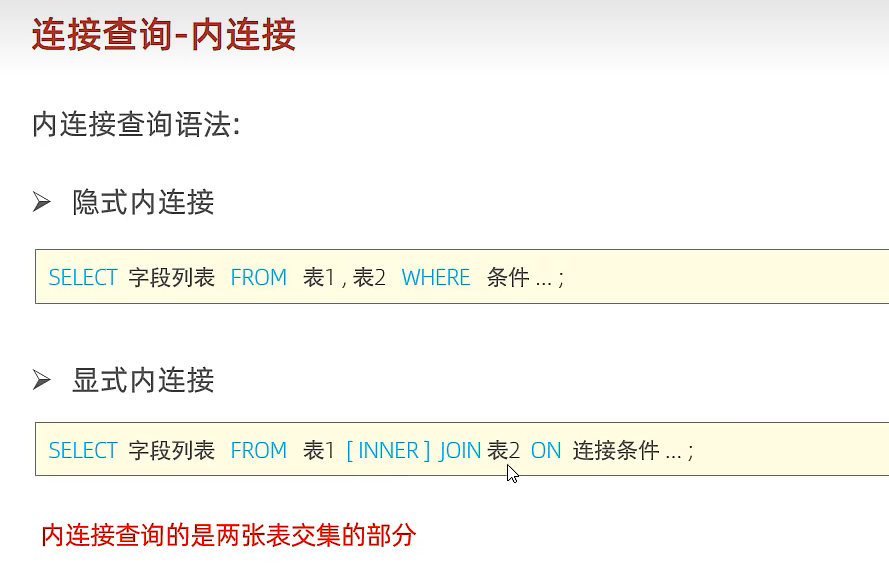 连接查询-内连接
内连接查询语法:
➢ 隐式内连接
SELECT 字段列表 FROM 表1 , 表2 WHERE 条件 ... ;
➢ 显式内连接
SELECT 字段列表 FROM 表1 [ INNER ] JOIN 表2 ON 连接条件 ... ;
内连接查询的是两张表交集的部分